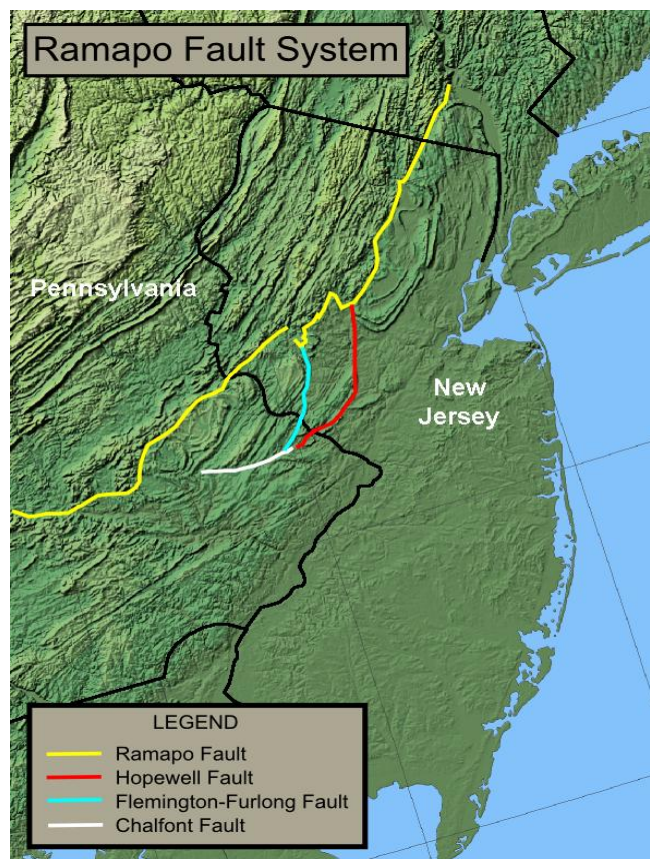 Ramapo Fault System
Pennsylvania
New
Jersey
LEGEND
Ramapo Fault
Hopewell Fault
Flemington-Furlong Fault
Chalfont Fault